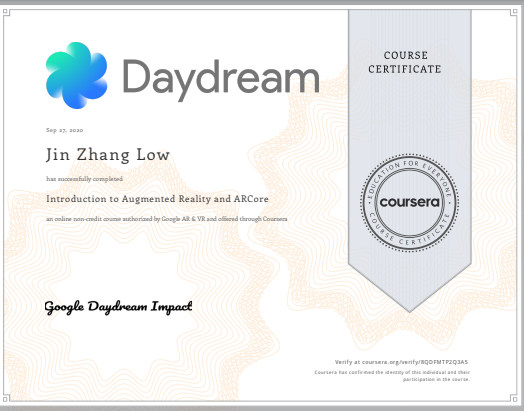 Daydream
COURSE
CERTIFICATE
Sep 27, 2020
Jin Zhang Low
has successfully completed
Introduction to Augmented Reality and ARCore
an online non-credit course authorized by Google AR & VR and offered through Coursera
EDUCATION FOR EVERYONE
coursera
COURSE CERTIFICATE
Google Daydream Impact
Verify at coursera.org/verify/8QDFMTP2Q3A5
Coursera has confirmed the identity of this individual and their
participation in the course.